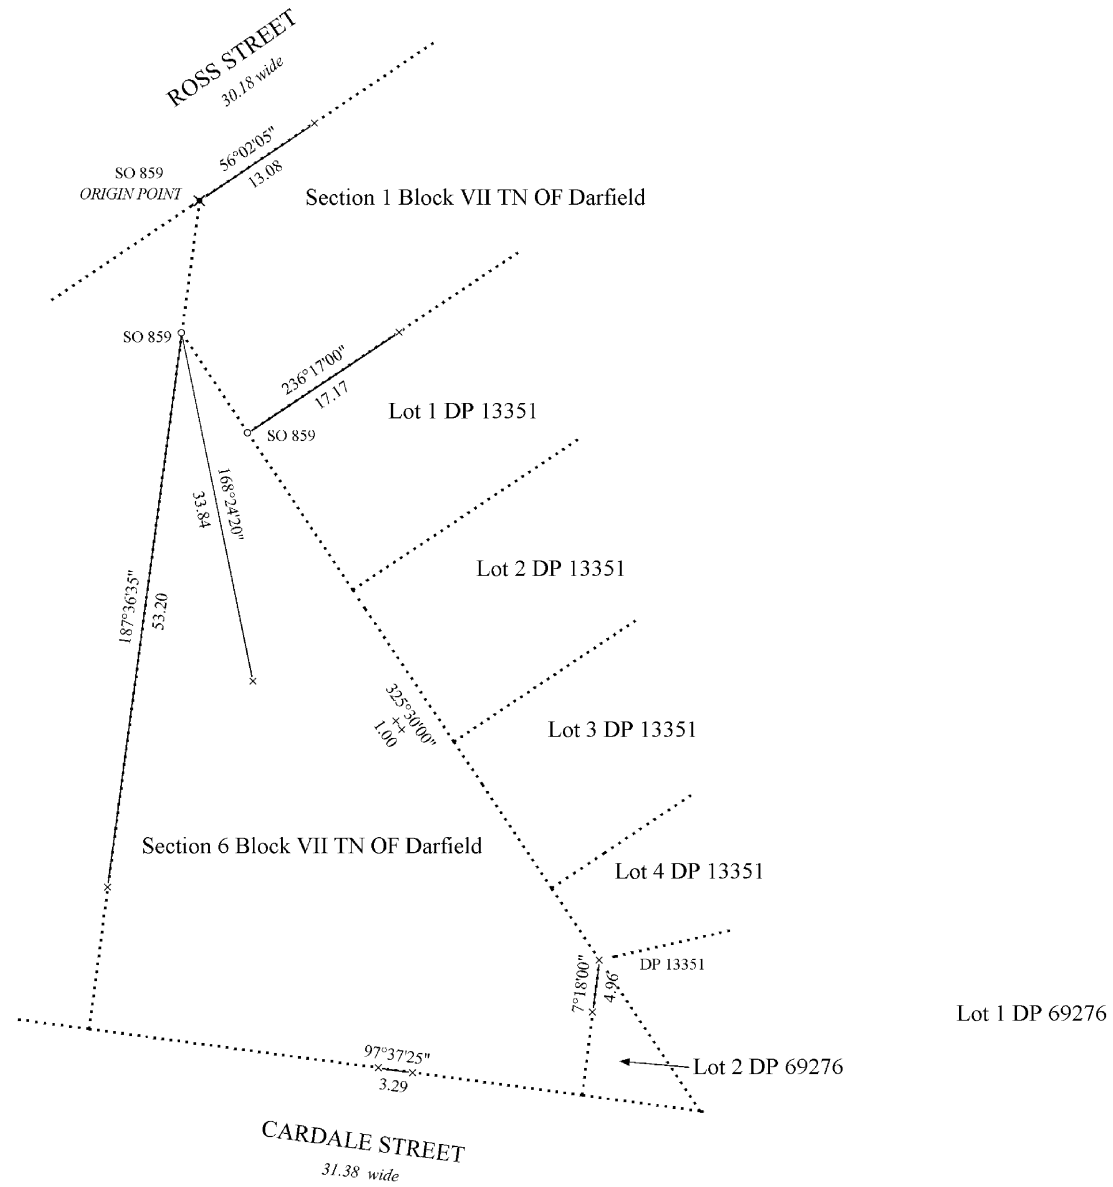 ROSS STREET
30.18 wide
56°02'05"
13.08
SO 859
ORIGIN POINT
Section 1 Block VII TN OF Darfield
SO 859
236°17'00"
17.17
Lot 1 DP 13351
SO 859
168°24'20"
33.84
Lot 2 DP 13351
187°36'35"
53.20
325°30'00"
1.00
Lot 3 DP 13351
Section 6 Block VII TN OF Darfield
Lot 4 DP 13351
DP 13351
7°18'00"
4.96
Lot 1 DP 69276
97°37'25"
3.29
Lot 2 DP 69276
CARDALE STREET
31.38 wide